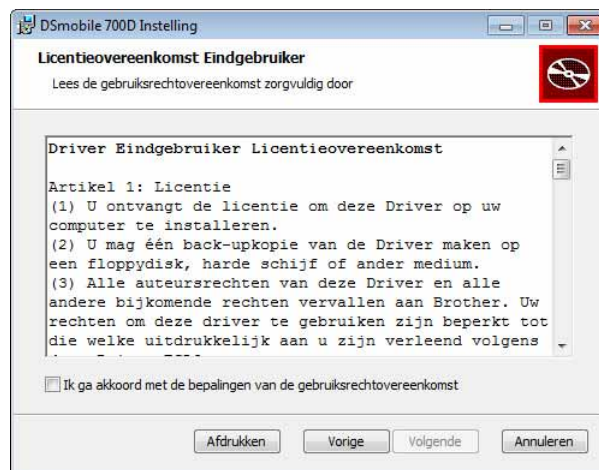 DSmobile 700D Instelling
Licentieovereenkomst Eindgebruiker
Lees de gebruiksrechtovereenkomst zorgvuldig door
Driver Eindgebruiker Licentieovereenkomst
Artikel 1: Licentie
(1) U ontvangt de licentie om deze Driver op uw
computer te installeren.
(2) U mag één back-upkopie van de Driver maken op
een floppydisk, harde schijf of ander medium.
(3) Alle auteursrechten van deze Driver en alle
andere bijkomende rechten vervallen aan Brother. Uw
rechten om deze driver te gebruiken zijn beperkt tot
die welke uitdrukkelijk aan u zijn verleend volgens
Ik ga akkoord met de bepalingen van de gebruiksrechtovereenkomst
Afdrukken
Vorige
Volgende
Annuleren